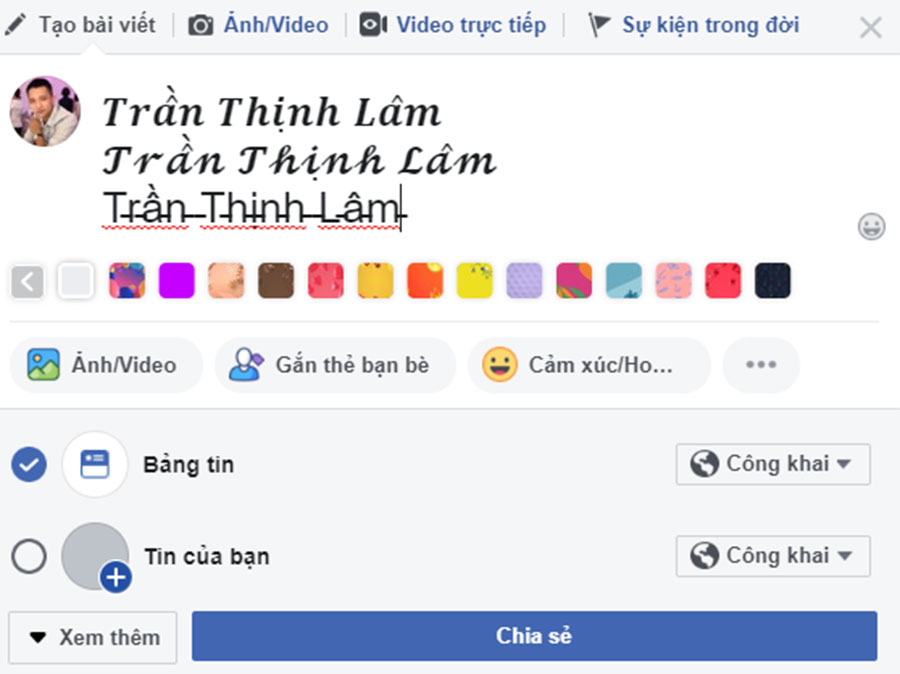 Tạo bài viết
Ảnh/Video
Video trực tiếp
Sự kiện trong đời
Trần Thịnh Lâm
Trần Thịnh Lâm
Trần Thịnh Lâm
Ảnh/Video
Gắn thẻ bạn bè
Cảm xúc/Ho...
Bảng tin
Công khai
Tin của bạn
Công khai
Xem thêm
Chia sẻ